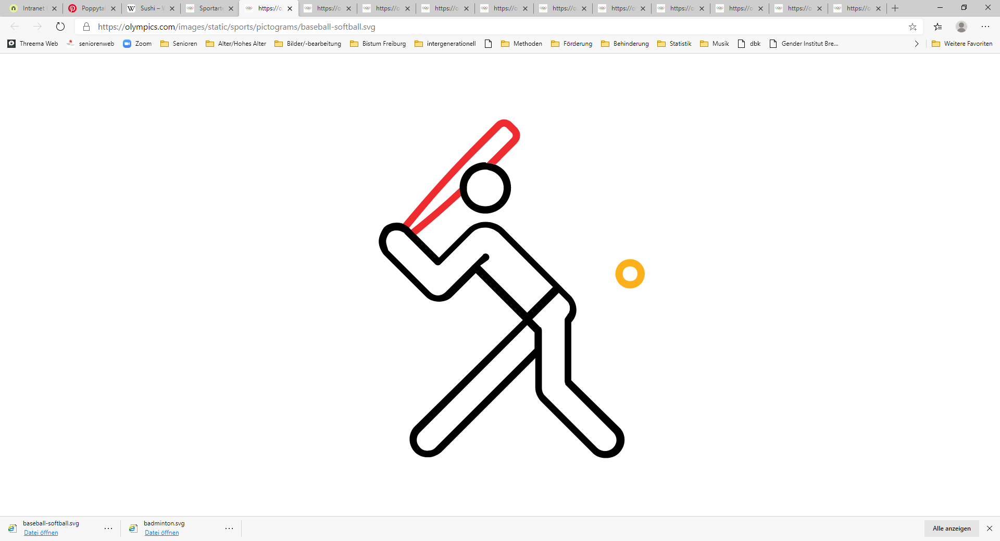 Intranet Poppytal Sushi – W Sportarte https://o https://o https://o https://o https://o https://o https://o https://o https://o https://o https://o
https://olympics.com/images/static/sports/pictograms/baseball-softball.svg
Threema Web seniorenweb Zoom Senioren Alter/Hohes Alter Bilder/-bearbeitung Bistum Freiburg intergenerationell Methoden Förderung Behinderung Statistik Musik dbk Gender Institut Bre... Weitere Favoriten
baseball-softball.svg badminton.svg
Datei öffnen Datei öffnen Alle anzeigen